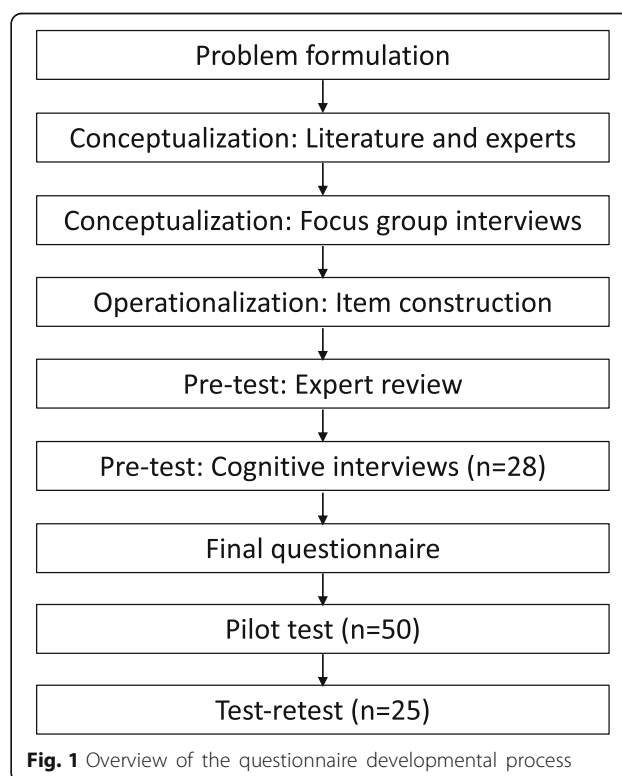 Problem formulation
Conceptualization: Literature and experts
Conceptualization: Focus group interviews
Operationalization: Item construction
Pre-test: Expert review
Pre-test: Cognitive interviews (n=28)
Final questionnaire
Pilot test (n=50)
Test-retest (n=25)
Fig. 1 Overview of the questionnaire developmental process